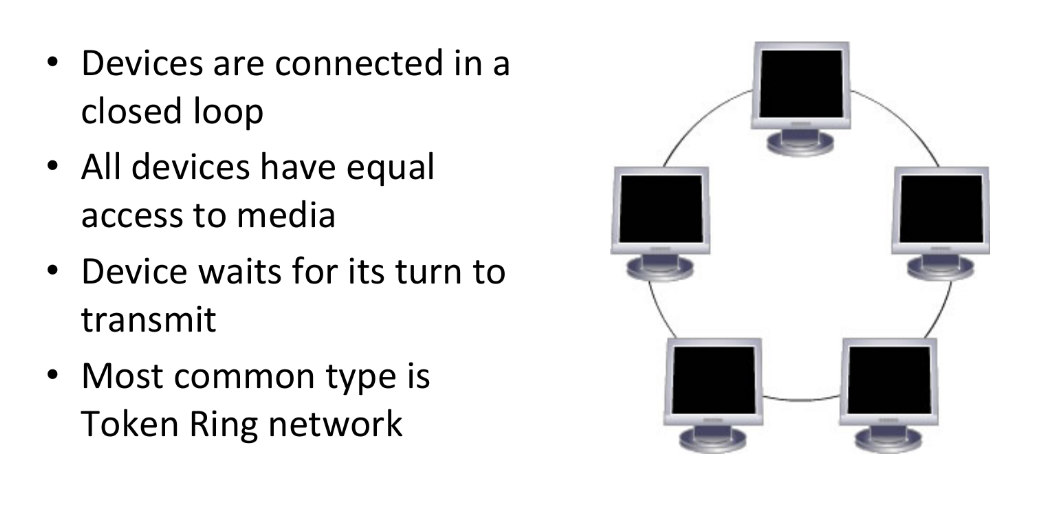 • Devices are connected in a
closed loop
• All devices have equal
access to media
• Device waits for its turn to
transmit
• Most common type is
Token Ring network